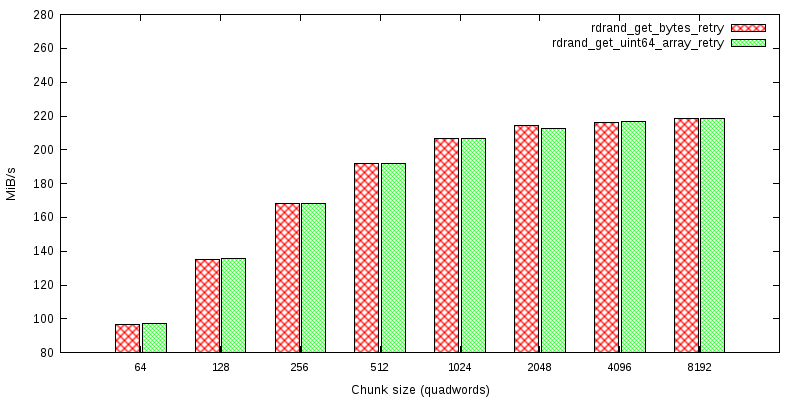 280
260
240
220
200
180
160
140
120
100
80
MiB/s
rdrand_get_bytes_retry
rdrand_get_uint64_array_retry
64 128 256 512 1024 2048 4096 8192
Chunk size (quadwords)